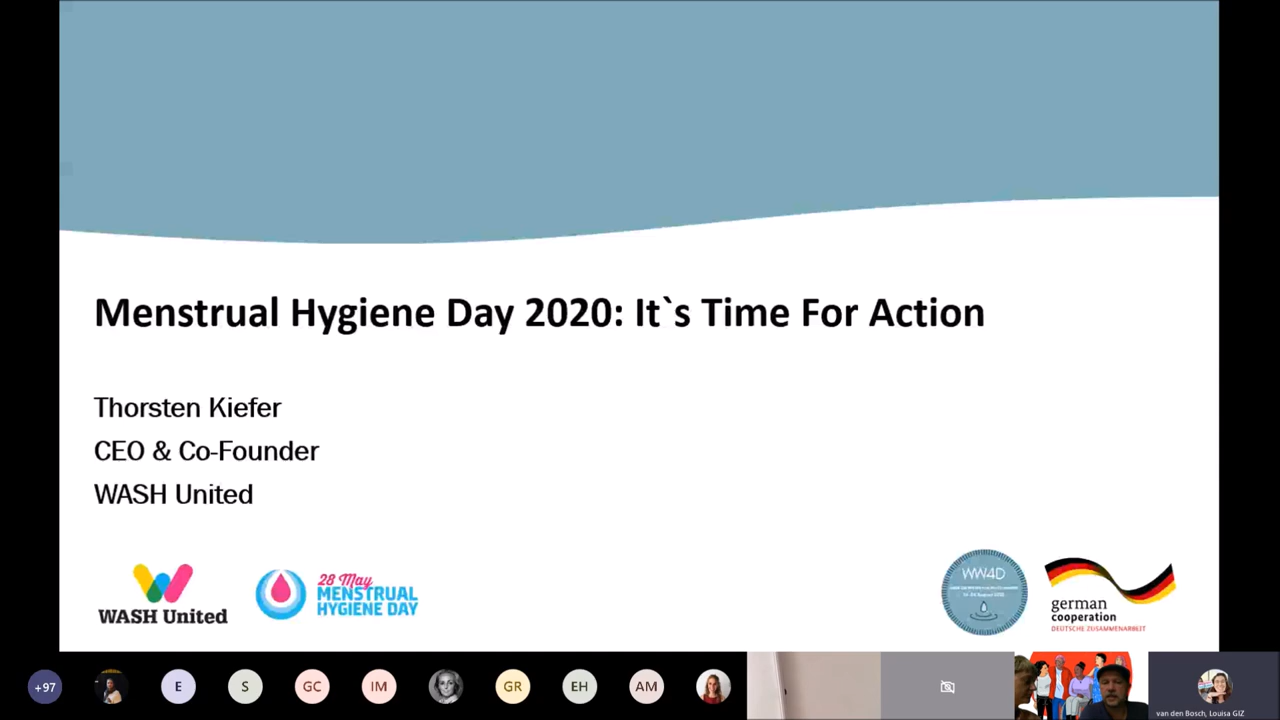 Menstrual Hygiene Day 2020: It`s Time For Action
Thorsten Kiefer
CEO & Co-Founder
WASH United
WASH United
28 May
MENSTRUAL
HYGIENE DAY
WW4D
german
cooperation
DEUTSCHE ZUSAMMENARBEIT
+97
E
S
GC
IM
GR
EH
AM
van den Bosch, Louisa GIZ